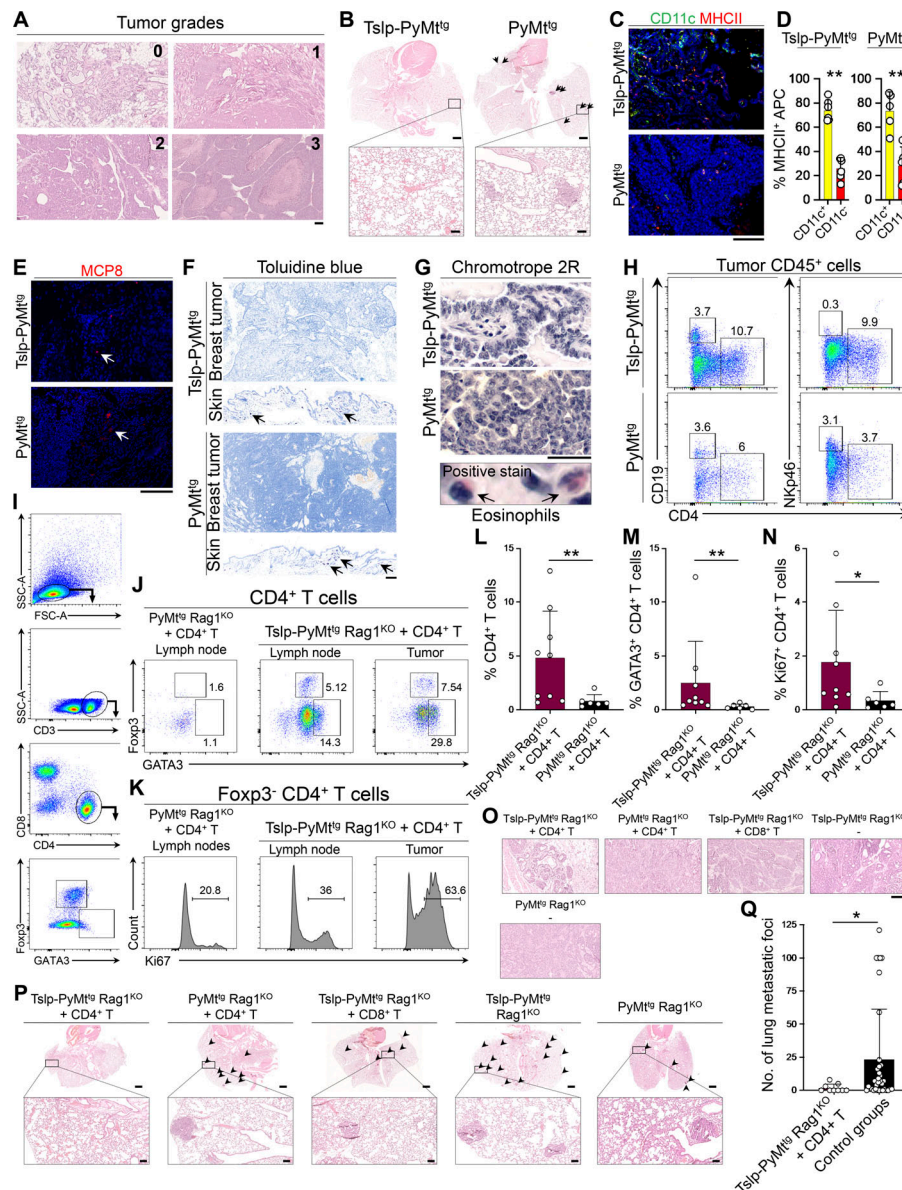 A
Tumor grades
0
1
2
3
B
Tslp-PyMt^tg
PyMt^tg
C
CD11c MHCII
Tslp-PyMt^tg
PyMt^tg
D
Tslp-PyMt^tg
PyMt
**
**
% MHCII+ APC
100
80
60
40
20
0
100
80
60
40
20
0
CD11c+
CD11c-
CD11c+
CD11c
E
MCP8
Tslp-PyMt^tg
PyMt^tg
F
Toluidine blue
Tslp-PyMt^tg
Breast tumor
Skin
PyMt^tg
Breast tumor
Skin
G
Chromotrope 2R
Tslp-PyMt^tg
PyMt^tg
Positive stain
Eosinophils
H
Tumor CD45+ cells
Tslp-PyMt^tg
3.7
10.7
0.3
9.9
PyMt^tg
3.6
6
3.1
3.7
CD19
NKp46
CD4
I
SSC-A
FSC-A
SSC-A
CD3
CD8
CD4
Foxp3
GATA3
J
CD4+ T cells
PyMt^tg Rag1^KO
+ CD4+ T
Lymph node
Tslp-PyMt^tg Rag1^KO + CD4+ T
Lymph node
Tumor
1.6
1.1
5.12
14.3
7.54
29.8
Foxp3
GATA3
K
Foxp3- CD4+ T cells
PyMt^tg Rag1^KO
+ CD4+ T
Lymph nodes
Tslp-PyMt^tg Rag1^KO + CD4+ T
Lymph node
Tumor
20.8
36
63.6
Count
Ki67
L
**
% CD4+ T cells
15
10
5
0
Tslp-PyMt^tg Rag1^KO
+ CD4+ T
PyMt^tg Rag1^KO
+ CD4+ T
M
**
% GATA3+ CD4+ T cells
15
10
5
0
Tslp-PyMt^tg Rag1^KO
+ CD4+ T
PyMt^tg Rag1^KO
+ CD4+ T
N
*
% Ki67+ CD4+ T cells
6
4
2
0
Tslp-PyMt^tg Rag1^KO
+ CD4+ T
PyMt^tg Rag1^KO
+ CD4+ T
O
Tslp-PyMt^tg Rag1^KO
+ CD4+ T
PyMt^tg Rag1^KO
+ CD4+ T
Tslp-PyMt^tg Rag1^KO
+ CD8+ T
Tslp-PyMt^tg Rag1^KO
-
PyMt^tg Rag1^KO
-
P
Tslp-PyMt^tg Rag1^KO
+ CD4+ T
PyMt^tg Rag1^KO
+ CD4+ T
Tslp-PyMt^tg Rag1^KO
+ CD8+ T
Tslp-PyMt^tg
Rag1^KO
PyMt^tg Rag1^KO
Q
*
No. of lung metastatic foci
125
100
75
50
25
0
Tslp-PyMt^tg Rag1^KO
+ CD4+ T
Control groups